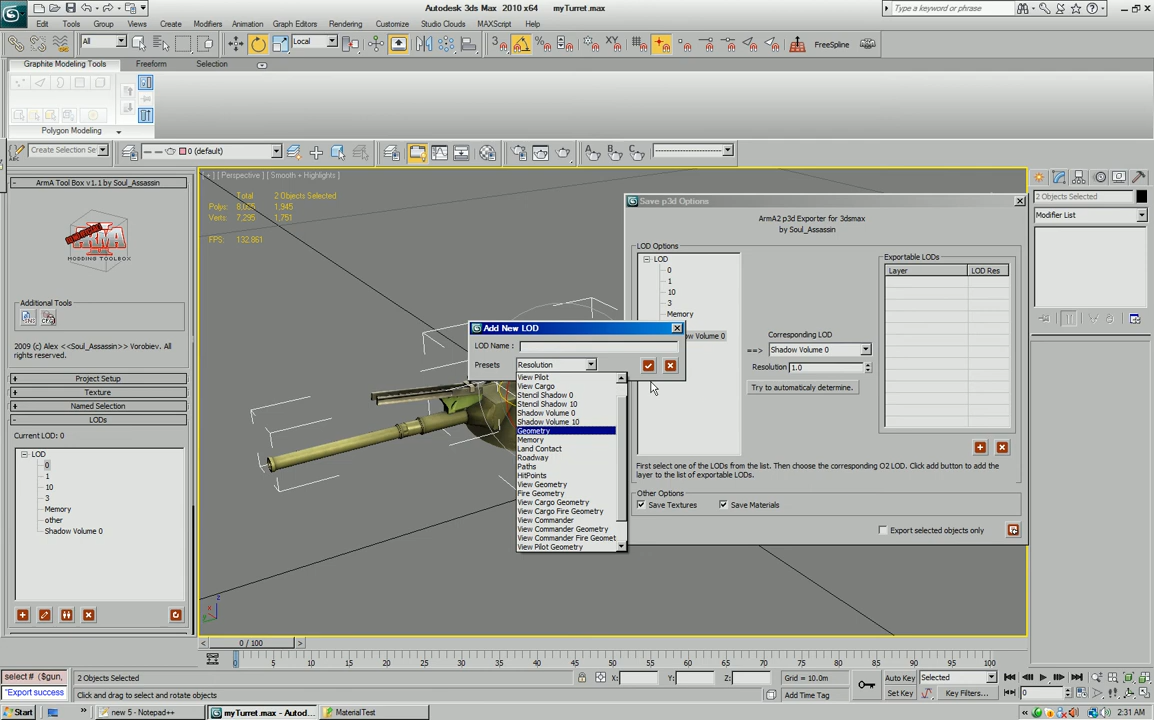 Autodesk 3ds Max 2010 x64 myTurret.max
Type a keyword or phrase
Edit Tools Group Views Create Modifiers Animation Graph Editors Rendering Customize Studio Clouds MAXScript Help
All Local FreeSpline
Graphite Modeling Tools Freeform Selection
Polygon Modeling
Create Selection Se 0 (default)
ArmA Tool Box v1.1 by Soul_Assassin
MODDING TOOLBOX
Additional Tools
2009 (c) Alex <<Soul_Assassin>> Vorobiev. All
rights reserved.
Project Setup
Texture
Named Selection
LODs
Current LOD: 0
LOD
0
1
10
3
Memory
other
Shadow Volume 0
[ + ] [ Perspective ] [ Smooth + Highlights ]
Total 2 Objects Selected
Polys: 1,945
Verts: 7,295 1,751
FPS: 132.861
Save p3d Options
ArmA2 p3d Exporter for 3dsmax
by Soul_Assassin
LOD Options
LOD
0
1
10
3
Memory
Volume 0
Corresponding LOD
==> Shadow Volume 0
Resolution 1.0
Try to automaticaly determine.
Exportable LODs
Layer LOD Res
First select one of the LODs from the list. Then choose the corresponding O2 LOD. Click add button to add the
layer to the list of exportable LODs.
Other Options
Save Textures Save Materials
Export selected objects only
Add New LOD
LOD Name :
Presets Resolution
View Pilot
View Cargo
Stencil Shadow 0
Stencil Shadow 10
Shadow Volume 0
Shadow Volume 10
Geometry
Memory
Land Contact
Roadway
Paths
HitPoints
View Geometry
Fire Geometry
View Cargo Geometry
View Cargo Fire Geometry
View Commander
View Commander Geometry
View Commander Fire Geomet
View Pilot Geometry
2 Objects Selected
Modifier List
0 / 100
0 5 10 15 20 25 30 35 40 45 50 55 60 65 70 75 80 85 90 95 100
select # ($gun,
"Export success
2 Objects Selected
X: Y: Z: Grid = 10.0m
Click and drag to select and rotate objects
Add Time Tag
Auto Key Selected
Set Key Key Filters...
0
Start new 5 - Notepad++ myTurret.max - Autod... MaterialTest 2:31 AM